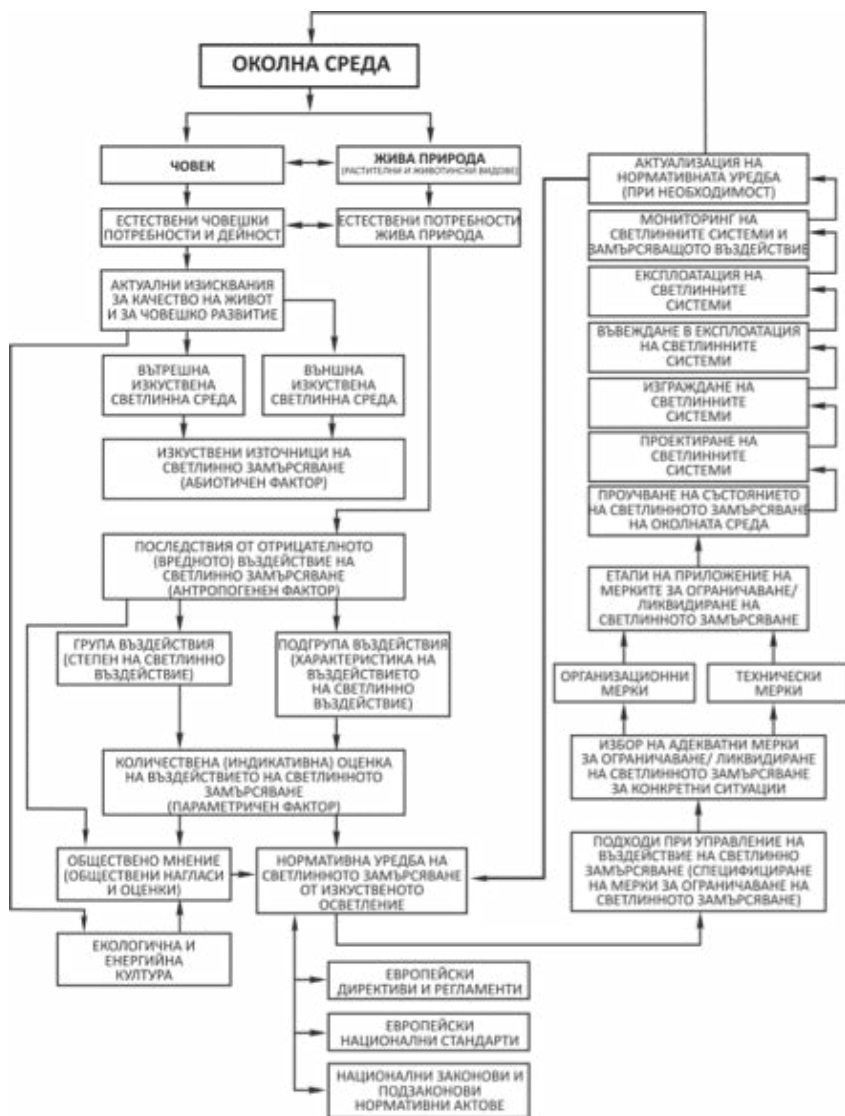 ОКОЛНА СРЕДА
ЧОВЕК
ЖИВА ПРИРОДА
(РАСТИТЕЛНИ И ЖИВОТИНСКИ ВИДОВЕ)
ЕСТЕСТВЕНИ ЧОВЕШКИ
ПОТРЕБНОСТИ И ДЕЙНОСТ
ЕСТЕСТВЕНИ ПОТРЕБНОСТИ
ЖИВА ПРИРОДА
АКТУАЛНИ ИЗИСКВАНИЯ
ЗА КАЧЕСТВО НА ЖИВОТ
И ЗА ЧОВЕШКО РАЗВИТИЕ
ВЪТРЕШНА
ИЗКУСТВЕНА
СВЕТЛИННА СРЕДА
ВЪНШНА
ИЗКУСТВЕНА
СВЕТЛИННА СРЕДА
ИЗКУСТВЕНИ ИЗТОЧНИЦИ НА
СВЕТЛИННО ЗАМЪРСЯВАНЕ
(АБИОТИЧЕН ФАКТОР)
ПОСЛЕДСТВИЯ ОТ ОТРИЦАТЕЛНОТО
(ВРЕДНОТО) ВЪЗДЕЙСТВИЕ НА
СВЕТЛИННО ЗАМЪРСЯВАНЕ
(АНТРОПОГЕНЕН ФАКТОР)
ГРУПА ВЪЗДЕЙСТВИЯ
(СТЕПЕН НА СВЕТЛИННО
ВЪЗДЕЙСТВИЕ)
ПОДГРУПА ВЪЗДЕЙСТВИЯ
(ХАРАКТЕРИСТИКА НА
ВЪЗДЕЙСТВИЕТО
НА СВЕТЛИННО
ВЪЗДЕЙСТВИЕ)
КОЛИЧЕСТВЕНА (ИНДИКАТИВНА) ОЦЕНКА
НА ВЪЗДЕЙСТВИЕТО НА СВЕТЛИННОТО
ЗАМЪРСЯВАНЕ
(ПАРАМЕТРИЧЕН ФАКТОР)
ОБЩЕСТВЕНО МНЕНИЕ
(ОБЩЕСТВЕНИ НАГЛАСИ
И ОЦЕНКИ)
НОРМАТИВНА УРЕДБА НА
СВЕТЛИННОТО ЗАМЪРСЯВАНЕ
ОТ ИЗКУСТВЕНОТО
ОСВЕТЛЕНИЕ
ЕКОЛОГИЧНА И
ЕНЕРГИЙНА
КУЛТУРА
ЕВРОПЕЙСКИ
ДИРЕКТИВИ И РЕГЛАМЕНТИ
ЕВРОПЕЙСКИ
НАЦИОНАЛНИ СТАНДАРТИ
НАЦИОНАЛНИ ЗАКОНОВИ И
ПОДЗАКОНОВИ
НОРМАТИВНИ АКТОВЕ
АКТУАЛИЗАЦИЯ НА
НОРМАТИВНАТА УРЕДБА
(ПРИ НЕОБХОДИМОСТ)
МОНИТОРИНГ НА
СВЕТЛИННИТЕ СИСТЕМИ И
ЗАМЪРСЯВАЩОТО ВЪЗДЕЙСТВИЕ
ЕКСПЛОАТАЦИЯ НА
СВЕТЛИННИТЕ
СИСТЕМИ
ВЪВЕЖДАНЕ В ЕКСПЛОАТАЦИЯ
НА СВЕТЛИННИТЕ
СИСТЕМИ
ИЗГРАЖДАНЕ НА
СВЕТЛИННИТЕ
СИСТЕМИ
ПРОЕКТИРАНЕ НА
СВЕТЛИННИТЕ
СИСТЕМИ
ПРОУЧВАНЕ НА СЪСТОЯНИЕТО
НА СВЕТЛИННОТО ЗАМЪРСЯВАНЕ
НА ОКОЛНАТА СРЕДА
ЕТАПИ НА ПРИЛОЖЕНИЕ НА
МЕРКИТЕ ЗА ОГРАНИЧАВАНЕ/
ЛИКВИДИРАНЕ НА
СВЕТЛИННОТО ЗАМЪРСЯВАНЕ
ОРГАНИЗАЦИОННИ
МЕРКИ
ТЕХНИЧЕСКИ
МЕРКИ
ИЗБОР НА АДЕКВАТНИ МЕРКИ
ЗА ОГРАНИЧАВАНЕ/ ЛИКВИДИРАНЕ
НА СВЕТЛИННОТО ЗАМЪРСЯВАНЕ
ЗА КОНКРЕТНИ СИТУАЦИИ
ПОДХОДИ ПРИ УПРАВЛЕНИЕ НА
ВЪЗДЕЙСТВИЕ НА СВЕТЛИННО
ЗАМЪРСЯВАНЕ (СПЕЦИФИЦИРАНЕ
НА МЕРКИ ЗА ОГРАНИЧАВАНЕ НА
СВЕТЛИННОТО ЗАМЪРСЯВАНЕ)